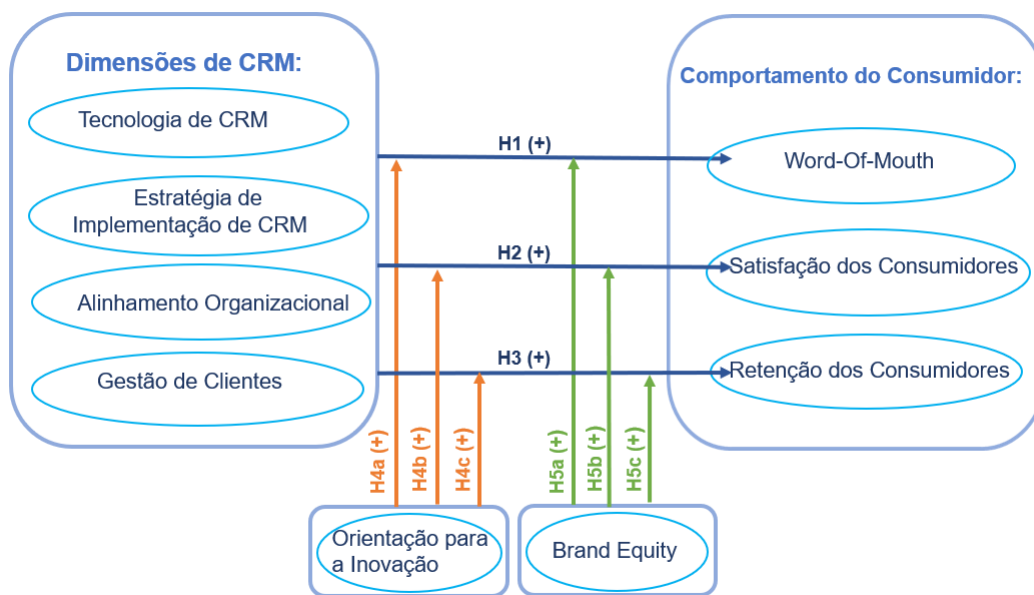 Dimensões de CRM:
Tecnologia de CRM
Estratégia de
Implementação de CRM
Alinhamento Organizacional
Gestão de Clientes
H1 (+)
H2 (+)
H3 (+)
Comportamento do Consumidor:
Word-Of-Mouth
Satisfação dos Consumidores
Retenção dos Consumidores
H4a (+)
H4b (+)
H4c (+)
H5a (+)
H5b (+)
H5c (+)
Orientação para
a Inovação
Brand Equity